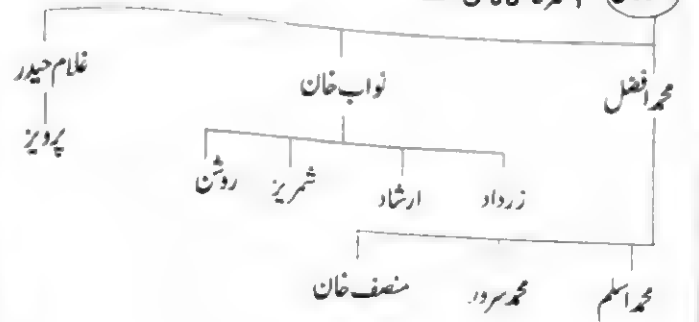 محمد افضل نواب خان غلام حیدر
پرویز
زرداد ارشاد شمریز روشن
محمد اسلم محمد سرور منصف خان